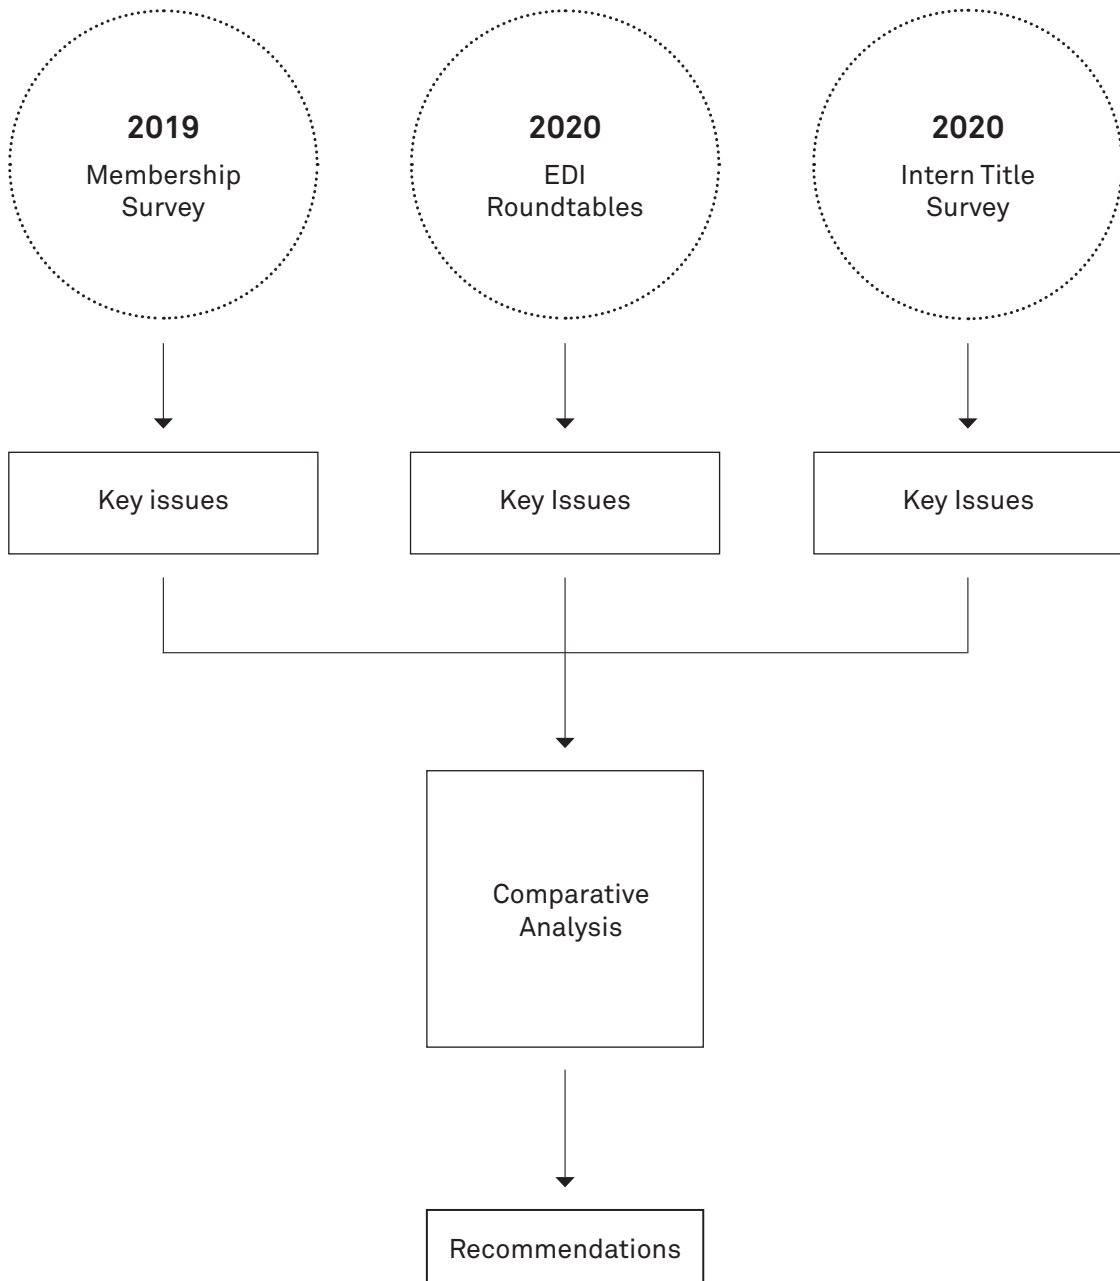 2019
Membership
Survey
2020
EDI
Roundtables
2020
Intern Title
Survey
Key issues
Key Issues
Key Issues
Comparative
Analysis
Recommendations